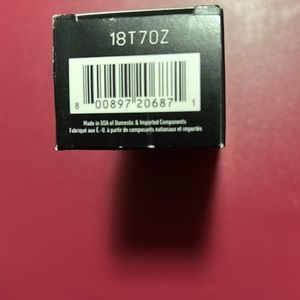 18T70Z
8 00897 20687 1
Made in USA of Domestic & Imported Components
Fabriqué aux É.-U. à partir de composants nationaux et importés